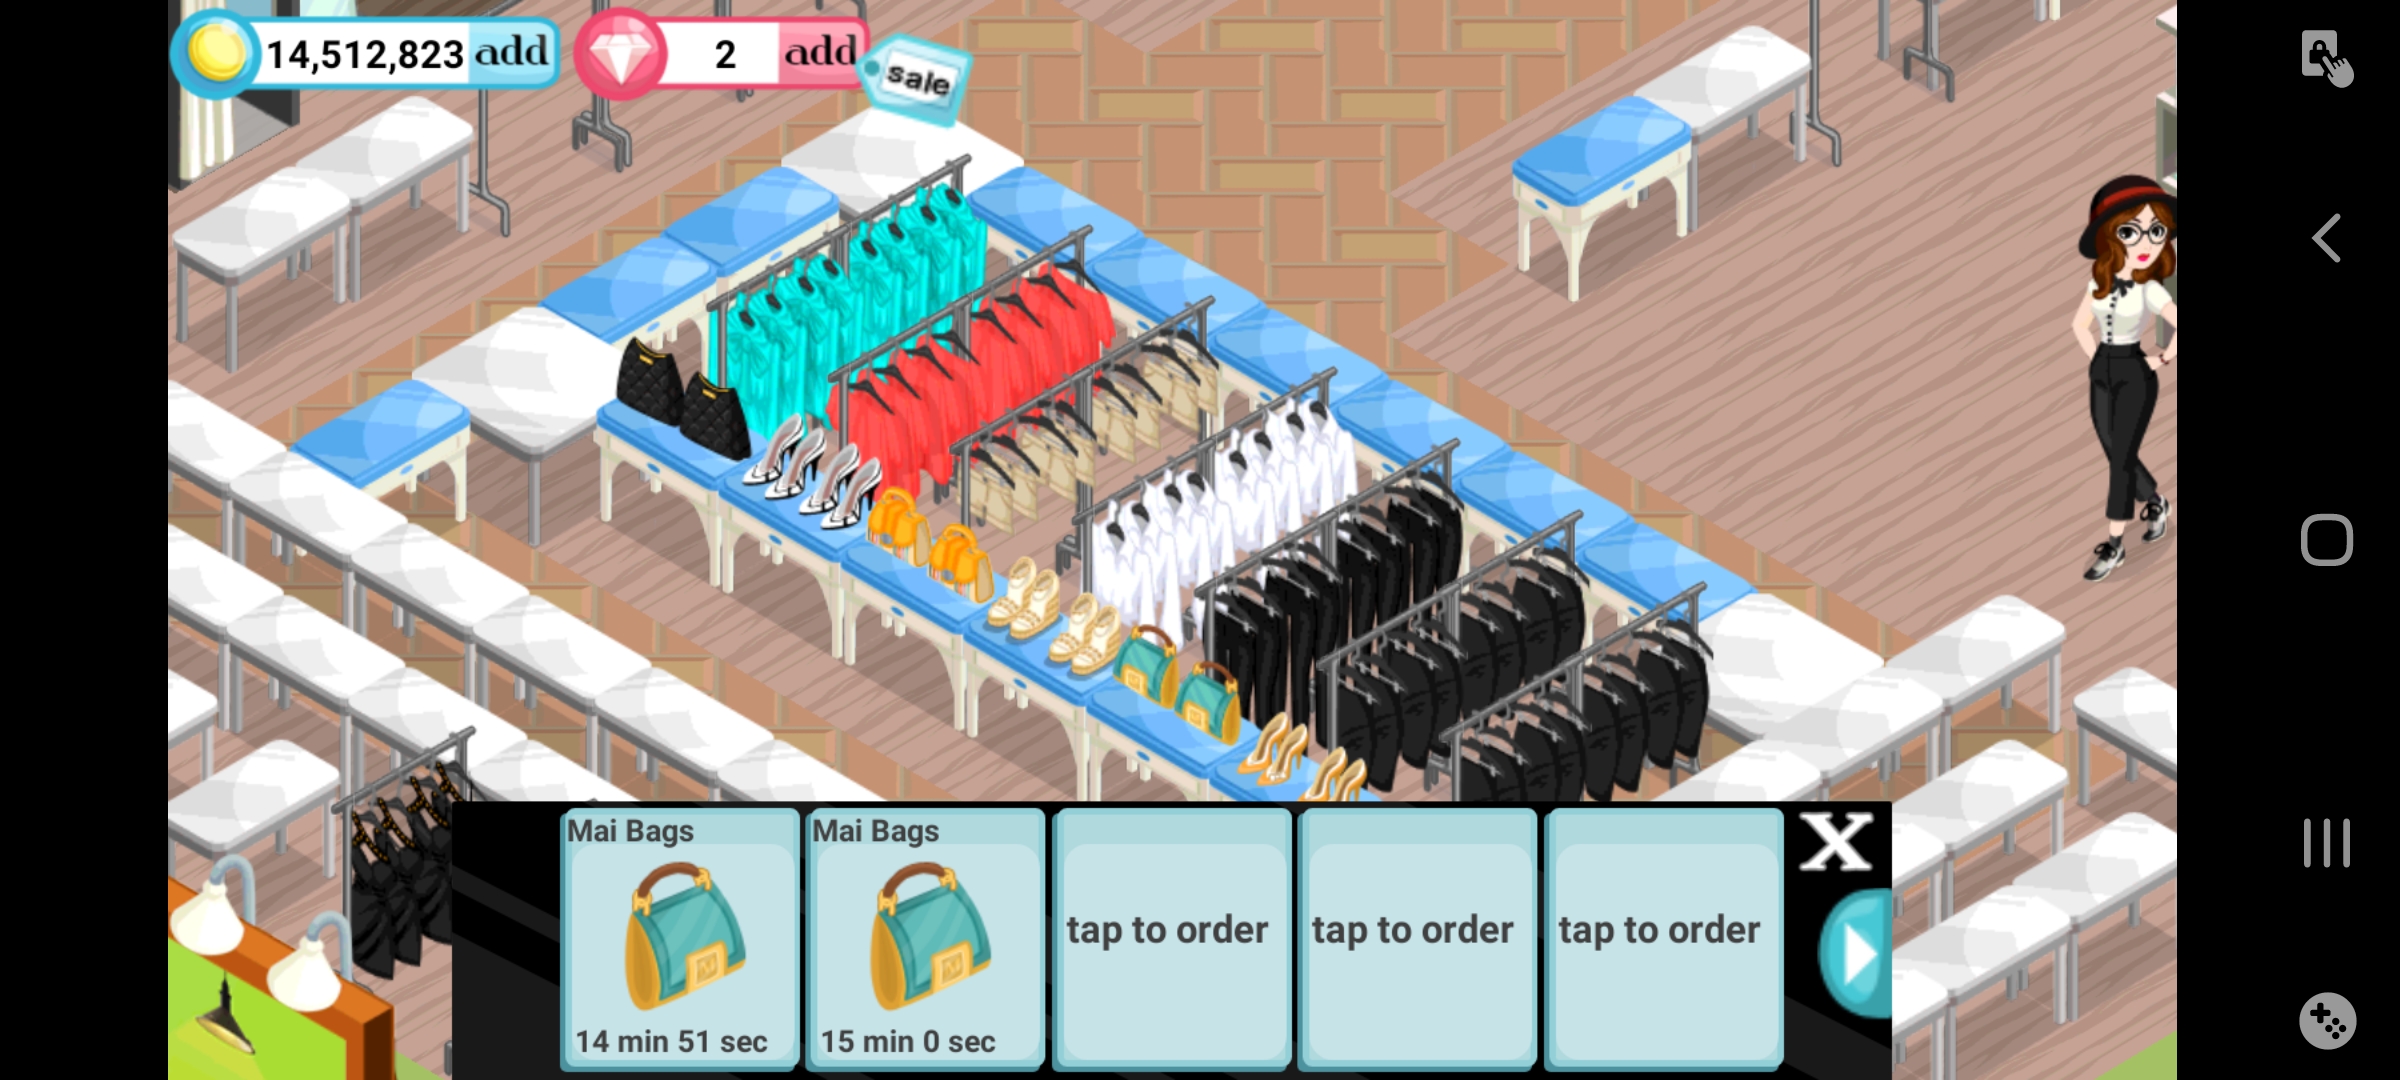 14,512,823 add
2 add
sale
Mai Bags
14 min 51 sec
Mai Bags
15 min 0 sec
tap to order
tap to order
tap to order
X